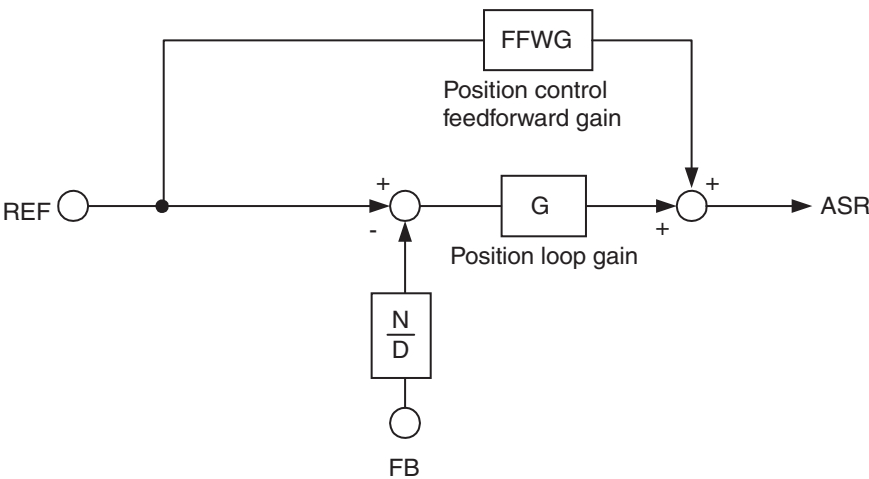 FFWG
Position control
feedforward gain
+
+
REF
G
ASR
-
+
Position loop gain
N
D
FB